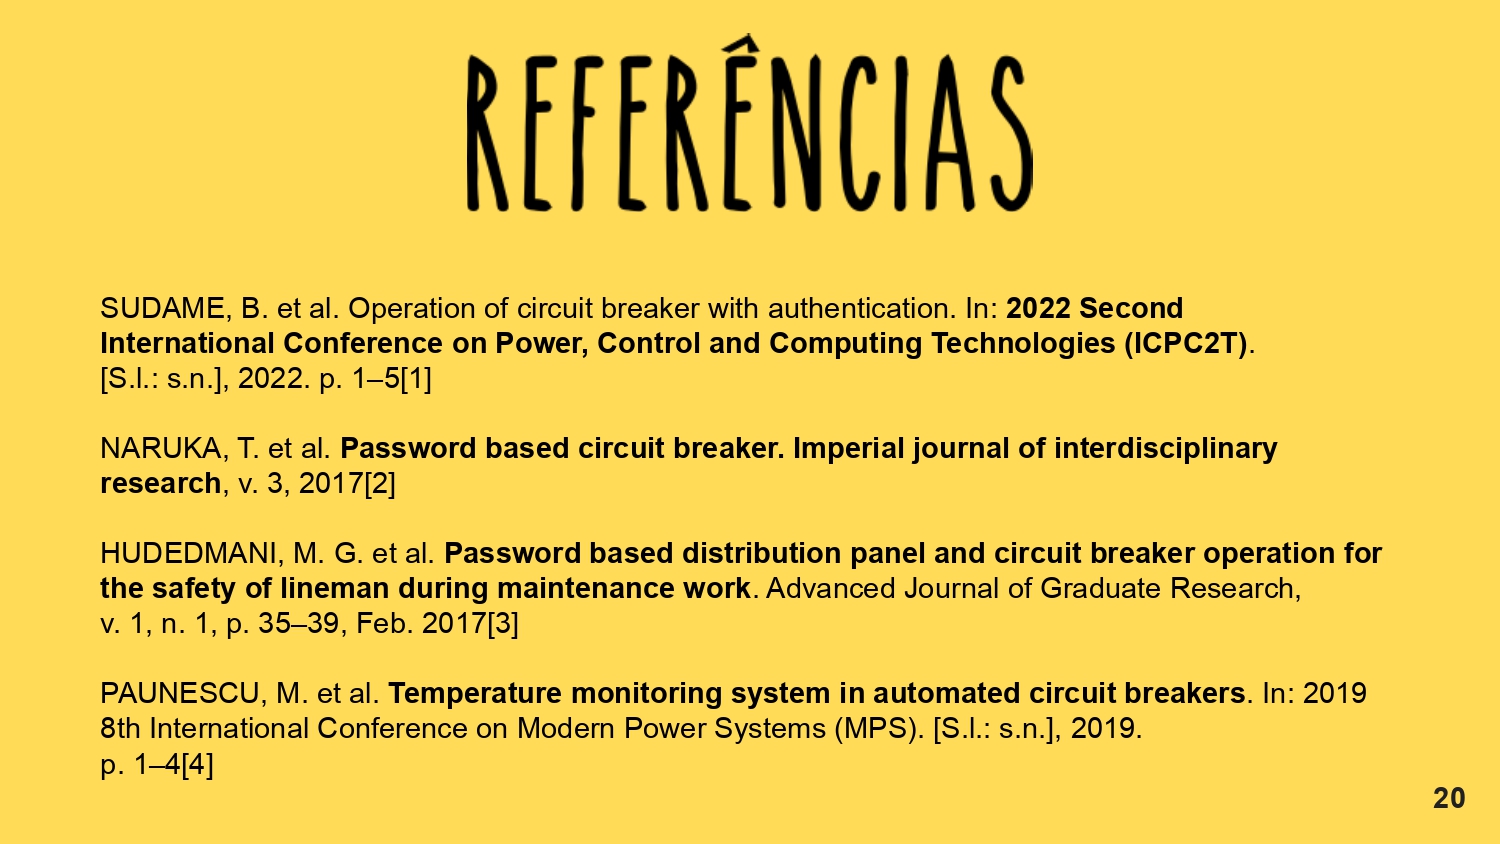 REFERÊNCIAS
SUDAME, B. et al. Operation of circuit breaker with authentication. In: 2022 Second
International Conference on Power, Control and Computing Technologies (ICPC2T).
[S.l.: s.n.], 2022. p. 1–5[1]
NARUKA, T. et al. Password based circuit breaker. Imperial journal of interdisciplinary
research, v. 3, 2017[2]
HUDEDMANI, M. G. et al. Password based distribution panel and circuit breaker operation for
the safety of lineman during maintenance work. Advanced Journal of Graduate Research,
v. 1, n. 1, p. 35–39, Feb. 2017[3]
PAUNESCU, M. et al. Temperature monitoring system in automated circuit breakers. In: 2019
8th International Conference on Modern Power Systems (MPS). [S.l.: s.n.], 2019.
p. 1–4[4]
20